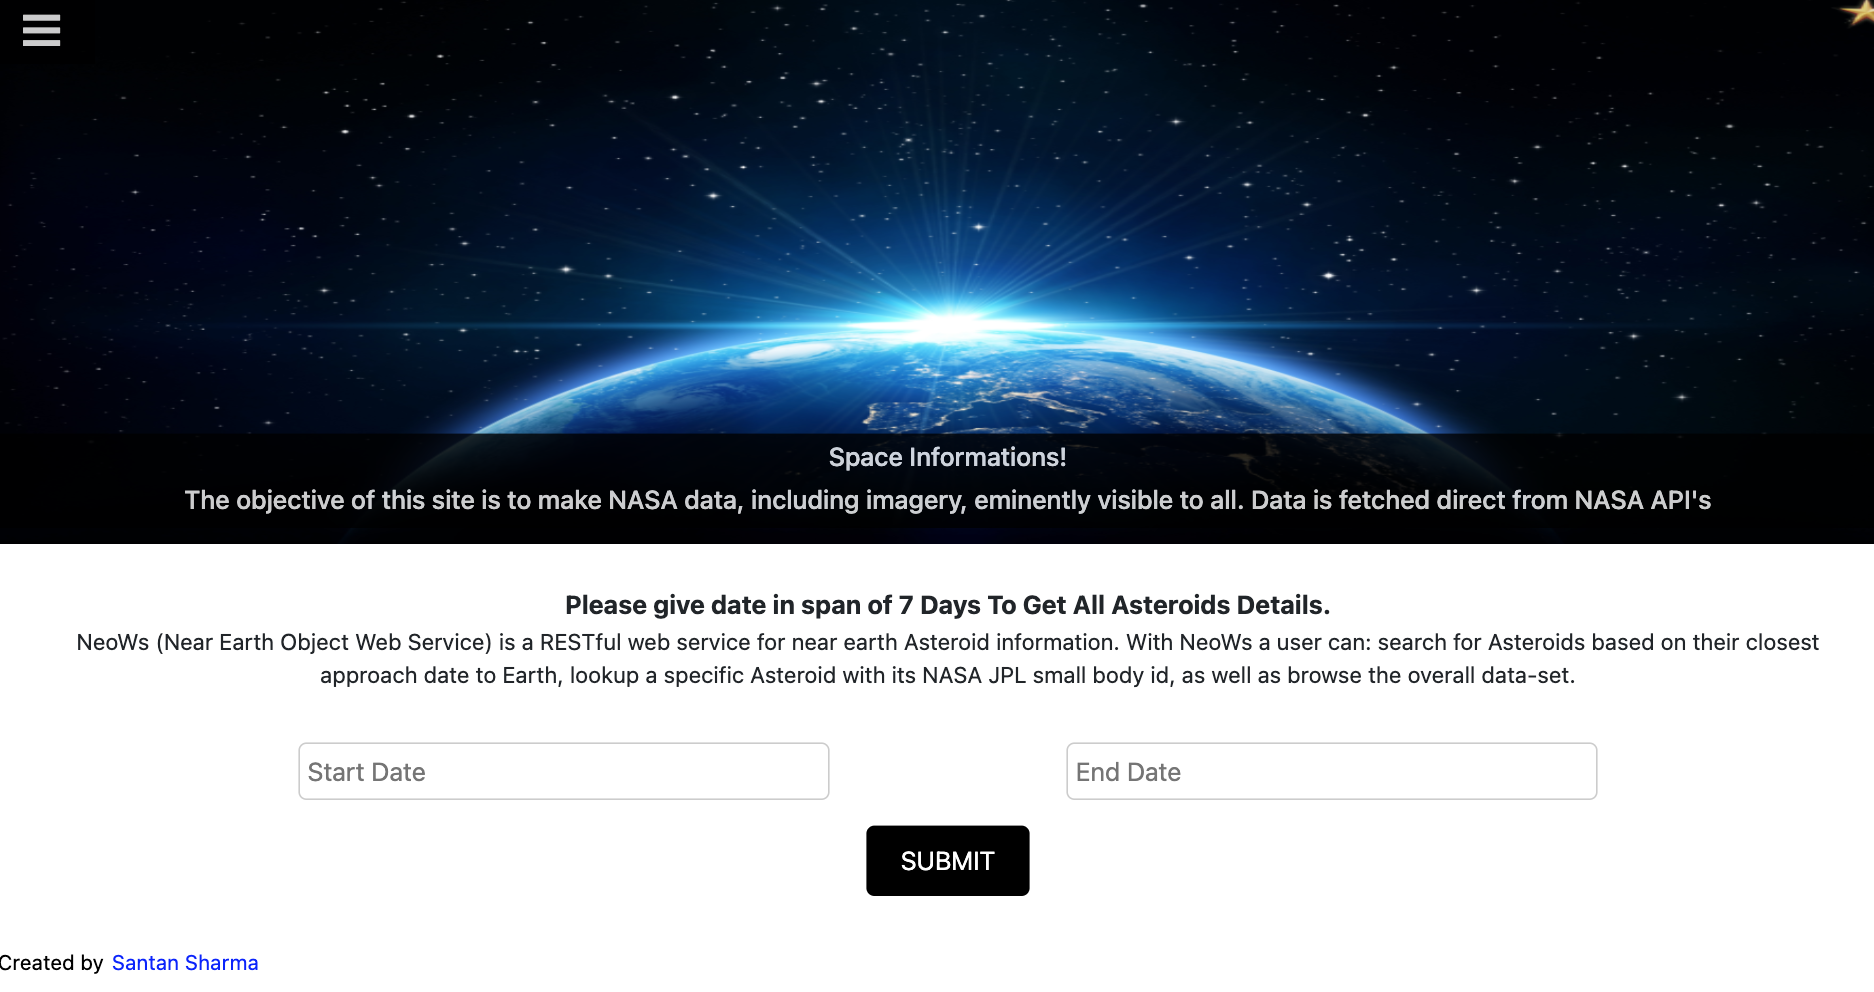 Space Informations!
The objective of this site is to make NASA data, including imagery, eminently visible to all. Data is fetched direct from NASA API's
Please give date in span of 7 Days To Get All Asteroids Details.
NeoWs (Near Earth Object Web Service) is a RESTful web service for near earth Asteroid information. With NeoWs a user can: search for Asteroids based on their closest
approach date to Earth, lookup a specific Asteroid with its NASA JPL small body id, as well as browse the overall data-set.
Start Date
End Date
SUBMIT
Created by Santan Sharma